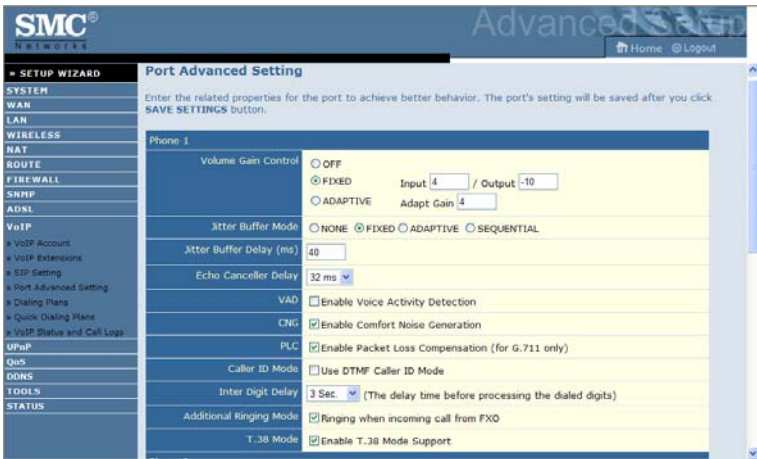 SMC®
Networks
Advanced Setup
Home Logout
» SETUP WIZARD
SYSTEM
WAN
LAN
WIRELESS
NAT
ROUTE
FIREWALL
SNMP
ADSL
VoIP
» VoIP Account
» VoIP Extensions
» SIP Setting
» Port Advanced Setting
» Dialing Plans
» Quick Dialing Plans
» VoIP Status and Call Logs
UPnP
QoS
DDNS
TOOLS
STATUS
Port Advanced Setting
Enter the related properties for the port to achieve better behavior. The port's setting will be saved after you click
SAVE SETTINGS button.
Phone 1
Volume Gain Control OFF
FIXED Input 4 / Output -10
ADAPTIVE Adapt Gain 4
Jitter Buffer Mode NONE FIXED ADAPTIVE SEQUENTIAL
Jitter Buffer Delay (ms) 40
Echo Canceller Delay 32 ms
VAD Enable Voice Activity Detection
CNG Enable Comfort Noise Generation
PLC Enable Packet Loss Compensation (for G.711 only)
Caller ID Mode Use DTMF Caller ID Mode
Inter Digit Delay 3 Sec. (The delay time before processing the dialed digits)
Additional Ringing Mode Ringing when incoming call from FXO
T.38 Mode Enable T.38 Mode Support